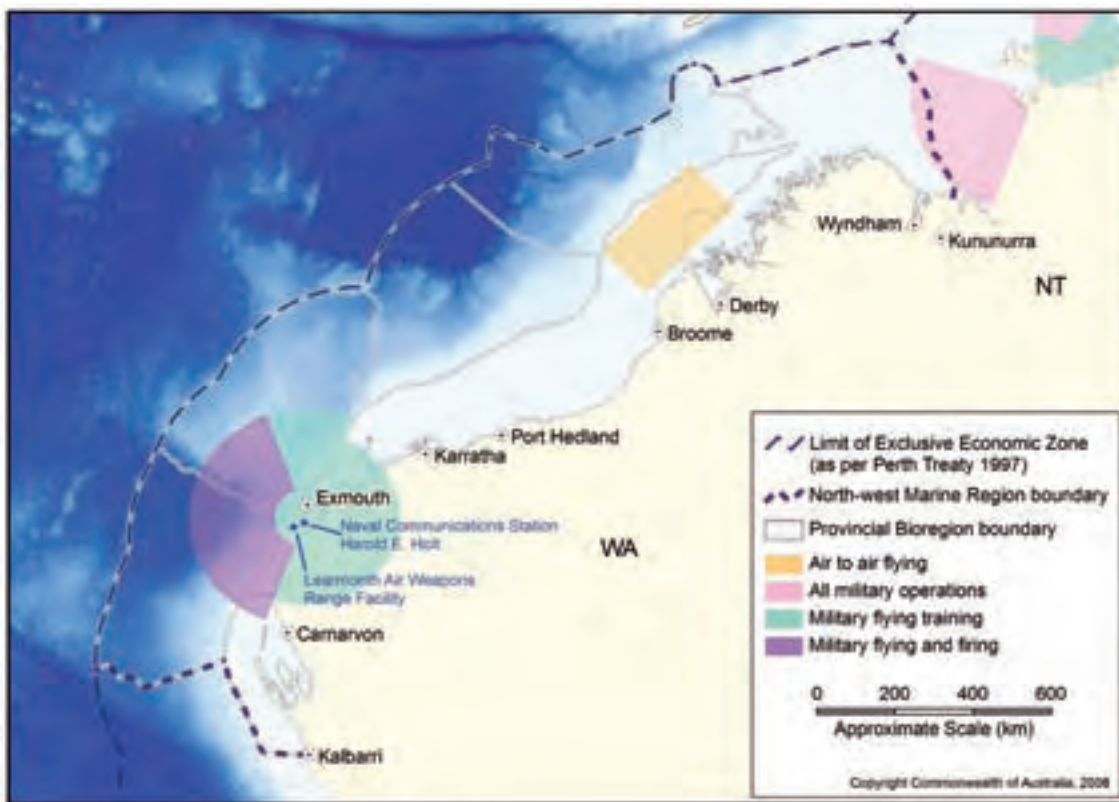 Wyndham
Kununurra
NT
Derby
Broome
Port Hedland
Karratha
Exmouth
Naval Communications Station
Harold E. Holt
WA
Learmonth Air Weapons
Range Facility
Carnarvon
Kalbarri
Limit of Exclusive Economic Zone
(as per Perth Treaty 1997)
North-west Marine Region boundary
Provincial Bioregion boundary
Air to air flying
All military operations
Military flying training
Military flying and firing
0 200 400 600
Approximate Scale (km)
Copyright Commonwealth of Australia,